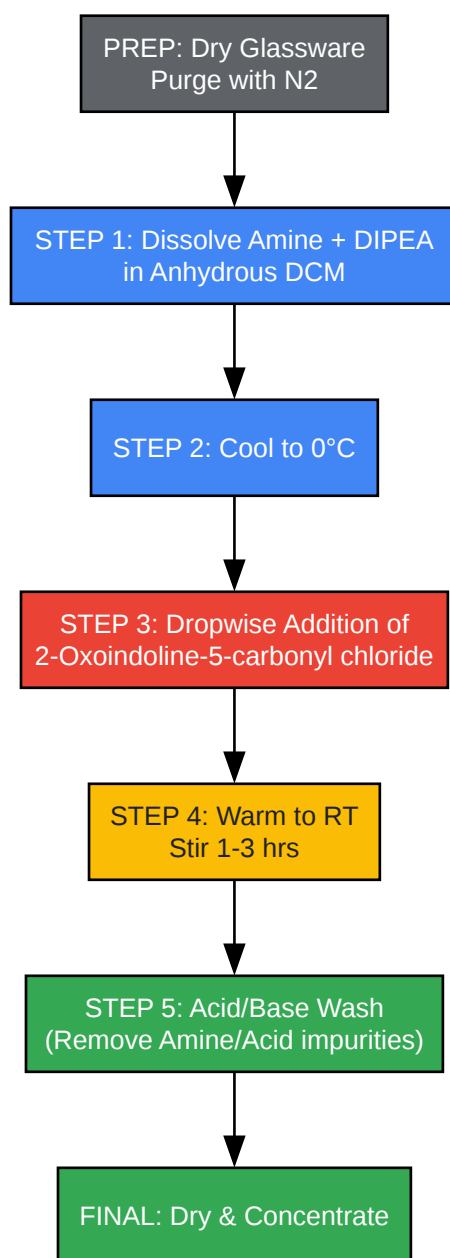 PREP: Dry Glassware
Purge with N2
STEP 1: Dissolve Amine + DIPEA
in Anhydrous DCM
STEP 2: Cool to 0°C
STEP 3: Dropwise Addition of
2-Oxoindoline-5-carbonyl chloride
STEP 4: Warm to RT
Stir 1-3 hrs
STEP 5: Acid/Base Wash
(Remove Amine/Acid impurities)
FINAL: Dry & Concentrate